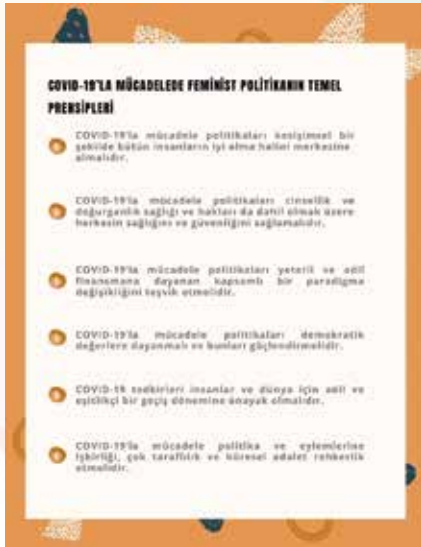 COVID-19'LA MÜCADELEDE FEMİNİST POLİTİKANIN TEMEL
PRENSİPLERİ
COVID-19'la mücadele politikaları kesişimsel bir
şekilde bütün insanların iyi olma halini merkezine
almalıdır.
COVID-19'la mücadele politikaları cinsellik ve
doğurganlık sağlığı ve hakları da dahil olmak üzere
herkesin sağlığını ve güvenliğini sağlamalıdır.
COVID-19'la mücadele politikaları yeterli ve adil
finansmana dayanan kapsamlı bir paradigma
değişikliğini teşvik etmelidir.
COVID-19'la mücadele politikaları demokratik
değerlere dayanmalı ve bunları güçlendirmelidir.
COVID-19 tedbirleri insanlar ve dünya için adil ve
eşitlikçi bir geçiş dönemine önayak olmalıdır.
COVID-19'la mücadele politika ve eylemlerine
işbirliği, çok taraflılık ve küresel adalet rehberlik
etmelidir.